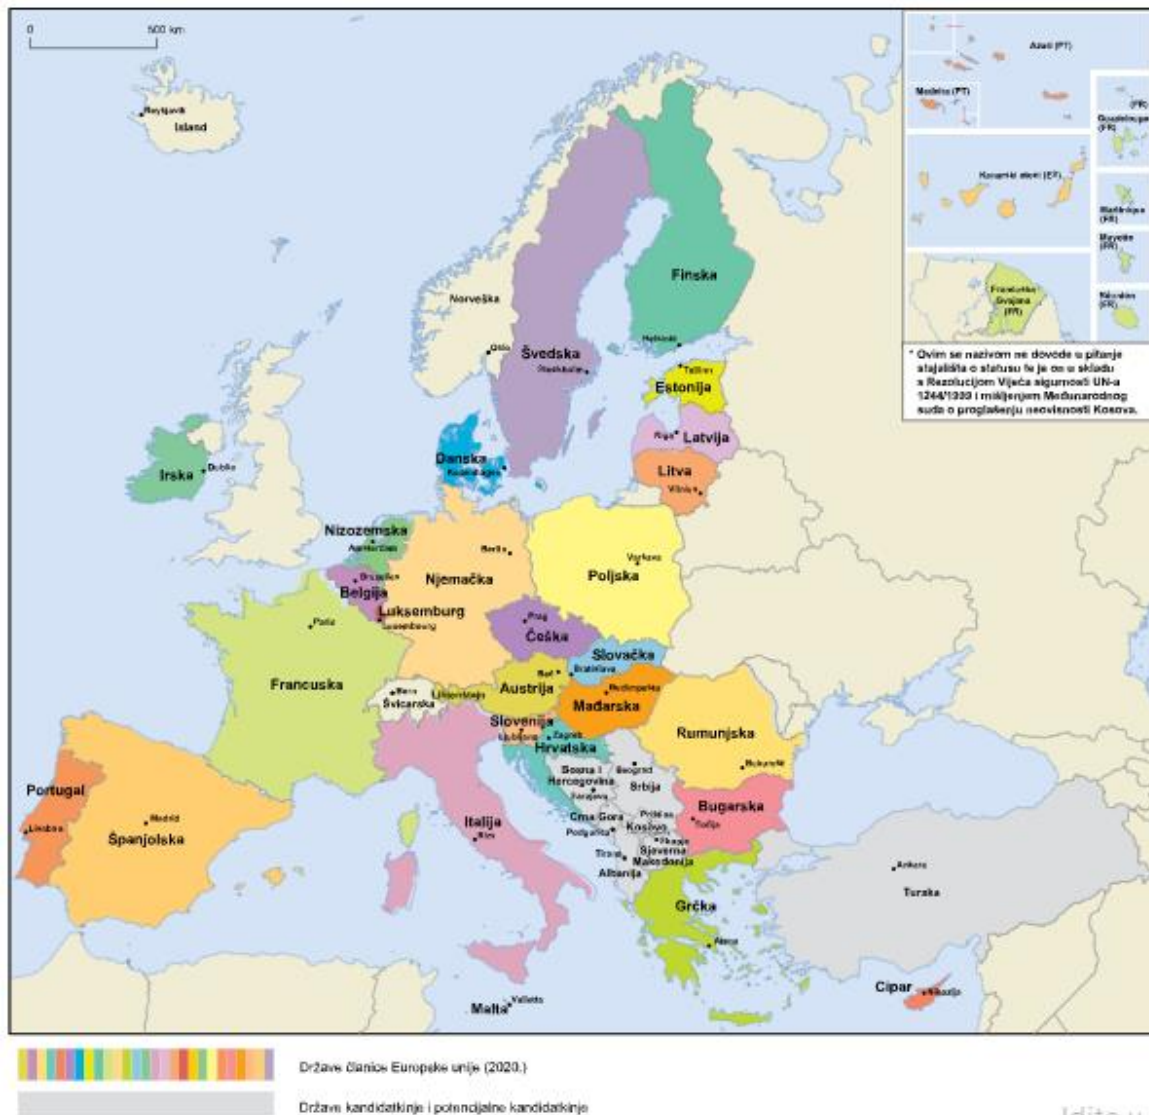 0 500 km
Reykjavik
Island
Azori (PT)
Madeira (PT)
(FR)
Guadeloupe
(FR)
Kanarski otoci (ES)
Martinique
(FR)
Mayotte
(FR)
Francuska
Gvajana
(FR)
Réunion
(FR)
* Ovim se nazivom ne dovode u pitanje
stajališta o statusu te je on u skladu
s Rezolucijom Vijeća sigurnosti UN-a
1244/1999 i mišljenjem Međunarodnog
suda o proglašenju neovisnosti Kosova.
Finska
Helsinki
Norveška
Oslo
Švedska
Stockholm
Tallinn
Estonija
Riga
Latvija
Litva
Vilnius
Danska
Irska
Dublin
Nizozemska
Amsterdam
Berlin
Njemačka
Varšava
Poljska
Bruxelles
Belgija
Luksemburg
Luxembourg
Pariz
Francuska
Prag
Češka
Slovačka
Bratislava
Beč
Austrija
Lihtenštajn
Bern
Švicarska
Budimpešta
Mađarska
Slovenija
Ljubljana
Zagreb
Hrvatska
Rumunjska
Bukurešt
Bosna i
Hercegovina
Sarajevo
Beograd
Srbija
Crna Gora
Podgorica
Priština
Kosovo
Bugarska
Sofija
Skopje
Sjeverna
Makedonija
Tirana
Albanija
Italija
Rim
Portugal
Lisabon
Madrid
Španjolska
Grčka
Atena
Ankara
Turska
Cipar
Nikozija
Malta
Valletta
Države članice Europske unije (2020.)
Države kandidatkinje i potencijalne kandidatkinje